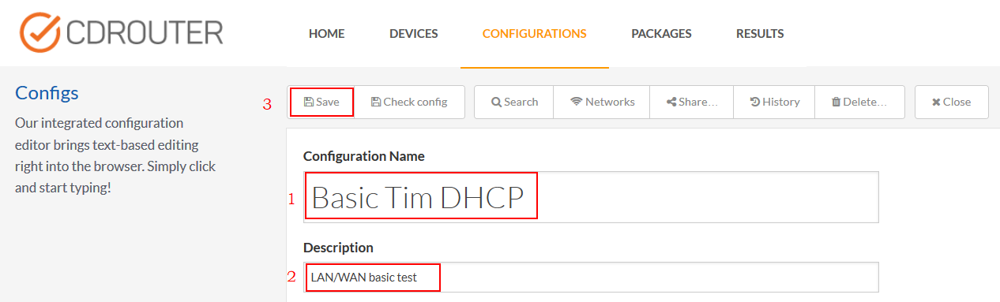 CDROUTER
HOME DEVICES CONFIGURATIONS PACKAGES RESULTS
Configs
Our integrated configuration
editor brings text-based editing
right into the browser. Simply click
and start typing!
3 Save Check config Search Networks Share... History Delete... Close
Configuration Name
1 Basic Tim DHCP
Description
2 LAN/WAN basic test